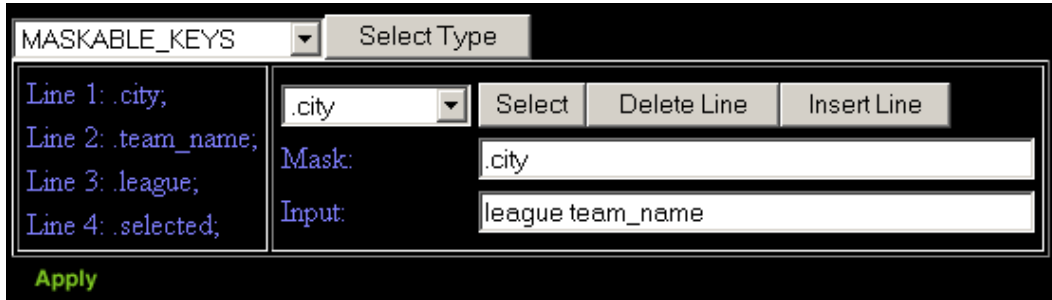 MASKABLE_KEYS Select Type
Line 1: .city;
Line 2: .team_name;
Line 3: .league;
Line 4: .selected;
.city Select Delete Line Insert Line
Mask: .city
Input: league team_name
Apply